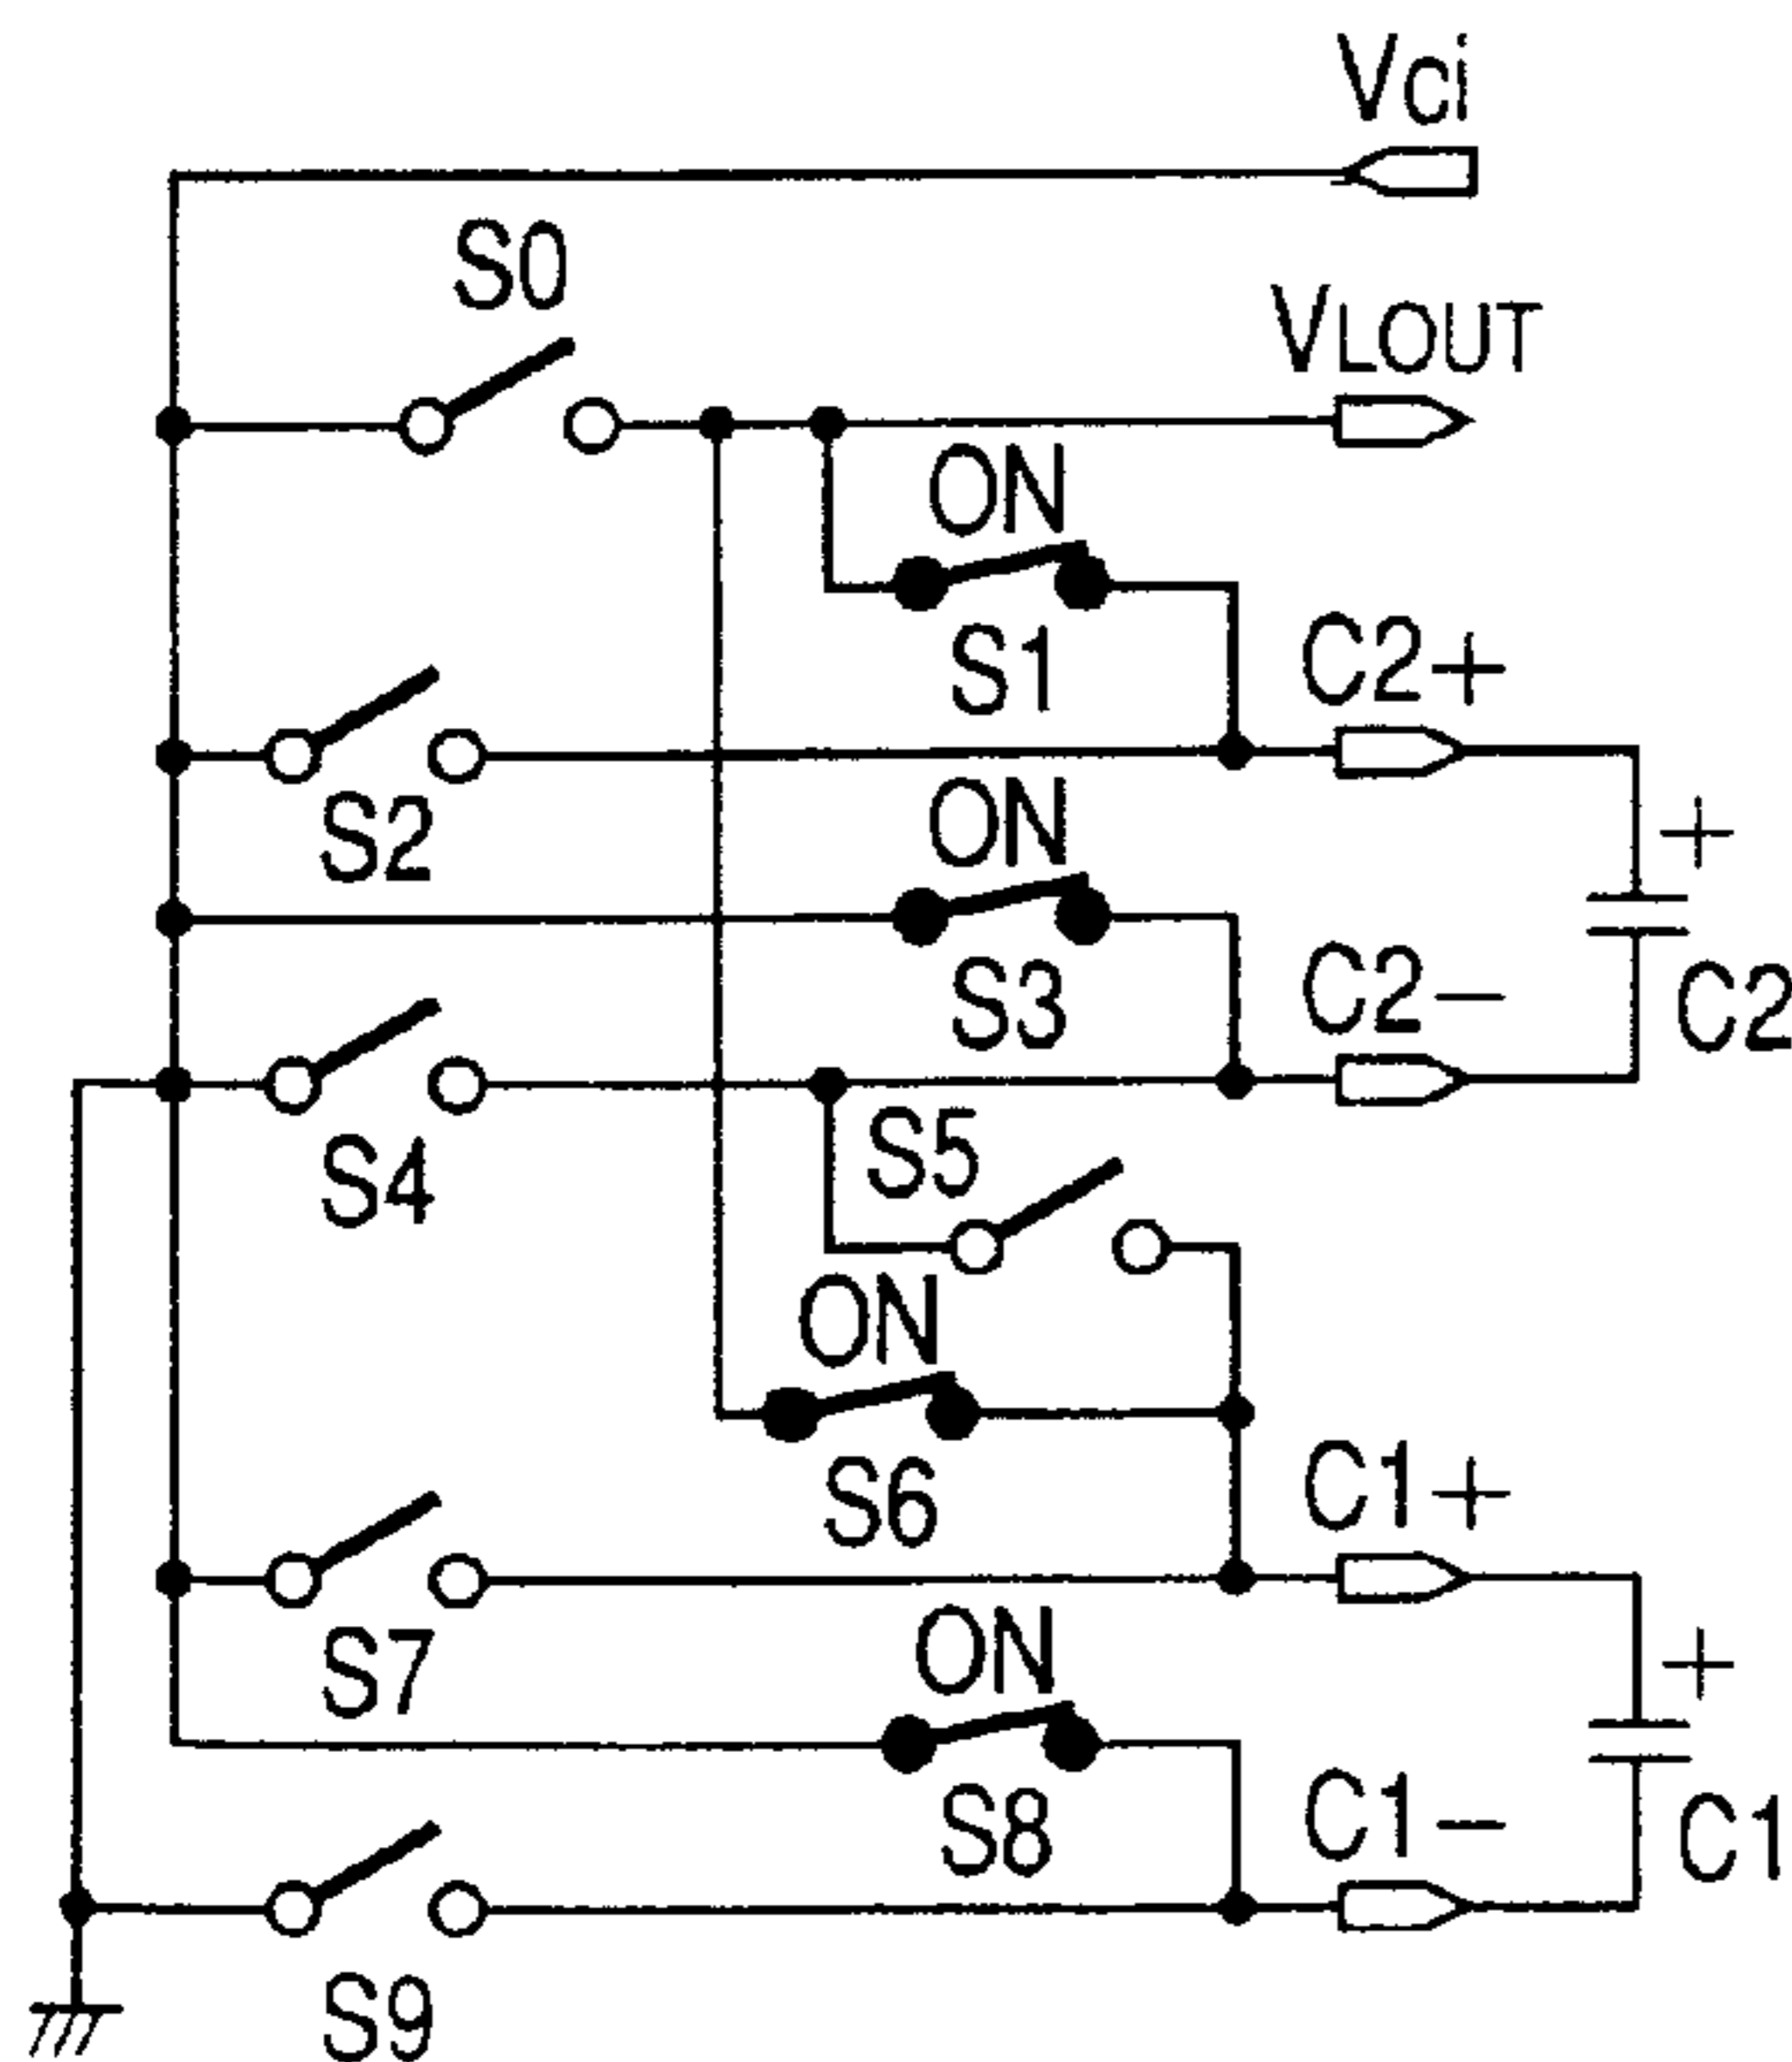 Vci
S0
VLOUT
ON
S1
C2+
S2
ON
+
S3
C2-
C2
S4
S5
ON
S6
C1+
S7
ON
+
S8
C1-
C1
S9